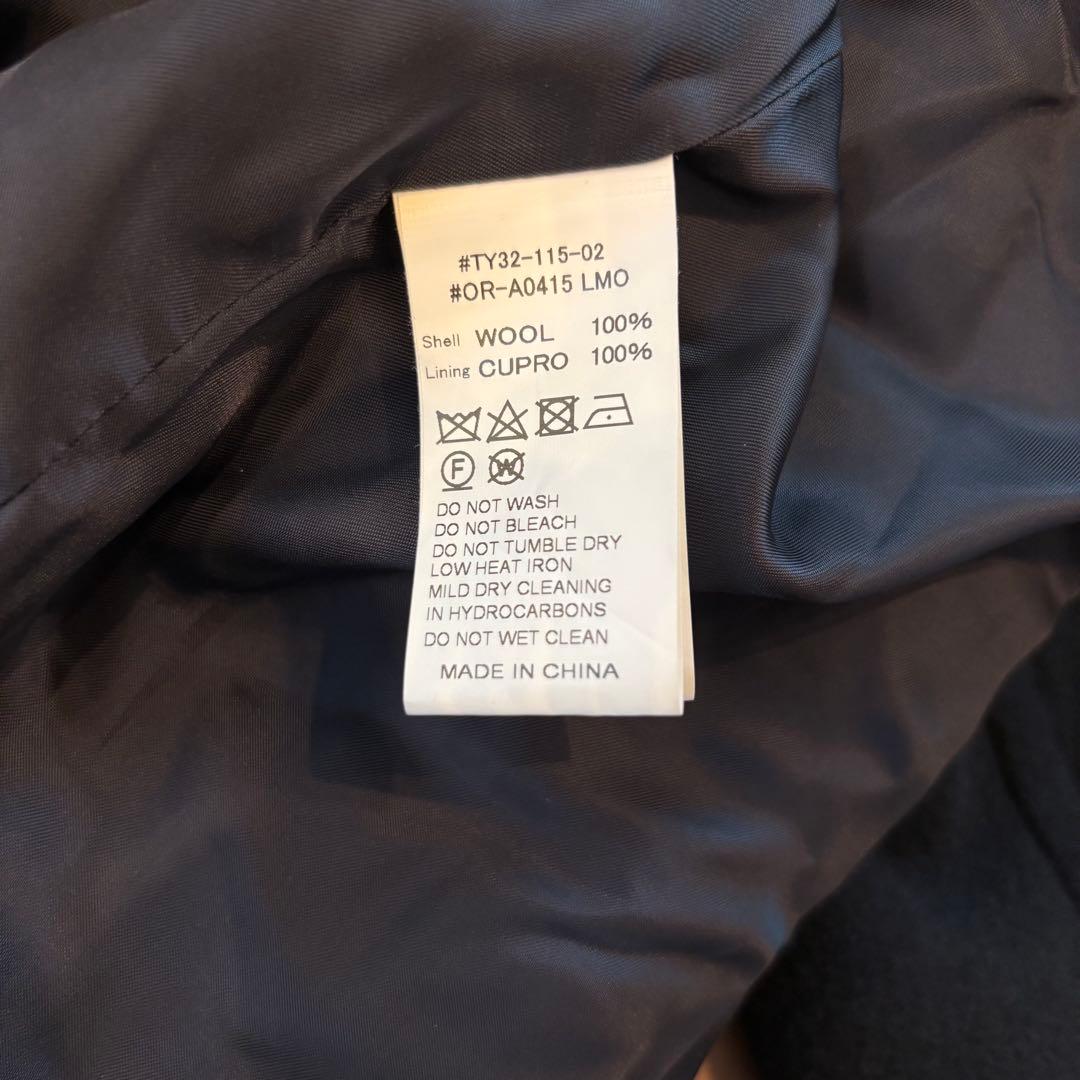 #TY32-115-02
#OR-A0415 LMO
Shell WOOL 100%
Lining CUPRO 100%
F W
DO NOT WASH
DO NOT BLEACH
DO NOT TUMBLE DRY
LOW HEAT IRON
MILD DRY CLEANING
IN HYDROCARBONS
DO NOT WET CLEAN
MADE IN CHINA